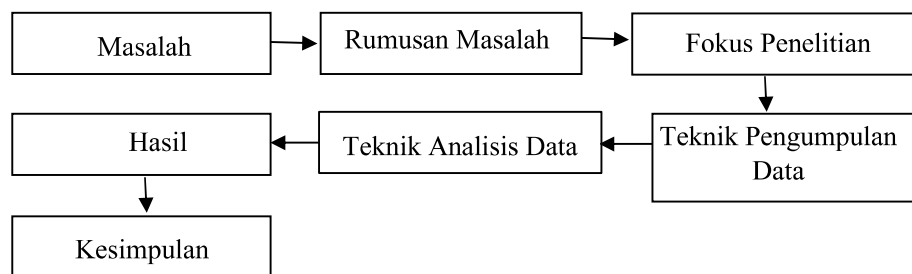 Masalah
Rumusan Masalah
Fokus Penelitian
Teknik Pengumpulan
Data
Teknik Analisis Data
Hasil
Kesimpulan